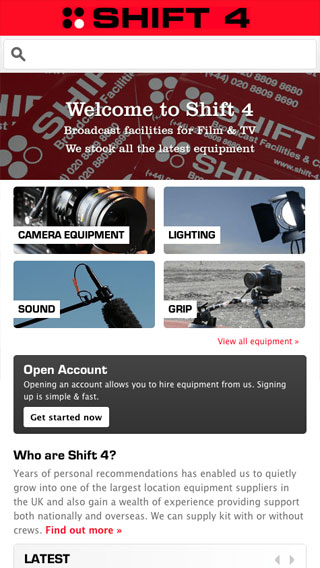 SHIFT 4
Welcome to Shift 4
Broadcast facilities for Film & TV
We stock all the latest equipment
CAMERA EQUIPMENT
LIGHTING
SOUND
GRIP
View all equipment »
Open Account
Opening an account allows you to hire equipment from us. Signing
up is simple & fast.
Get started now
Who are Shift 4?
Years of personal recommendations has enabled us to quietly
grow into one of the largest location equipment suppliers in
the UK and also gain a wealth of experience providing support
both nationally and overseas. We can supply kit with or without
crews. Find out more »
LATEST